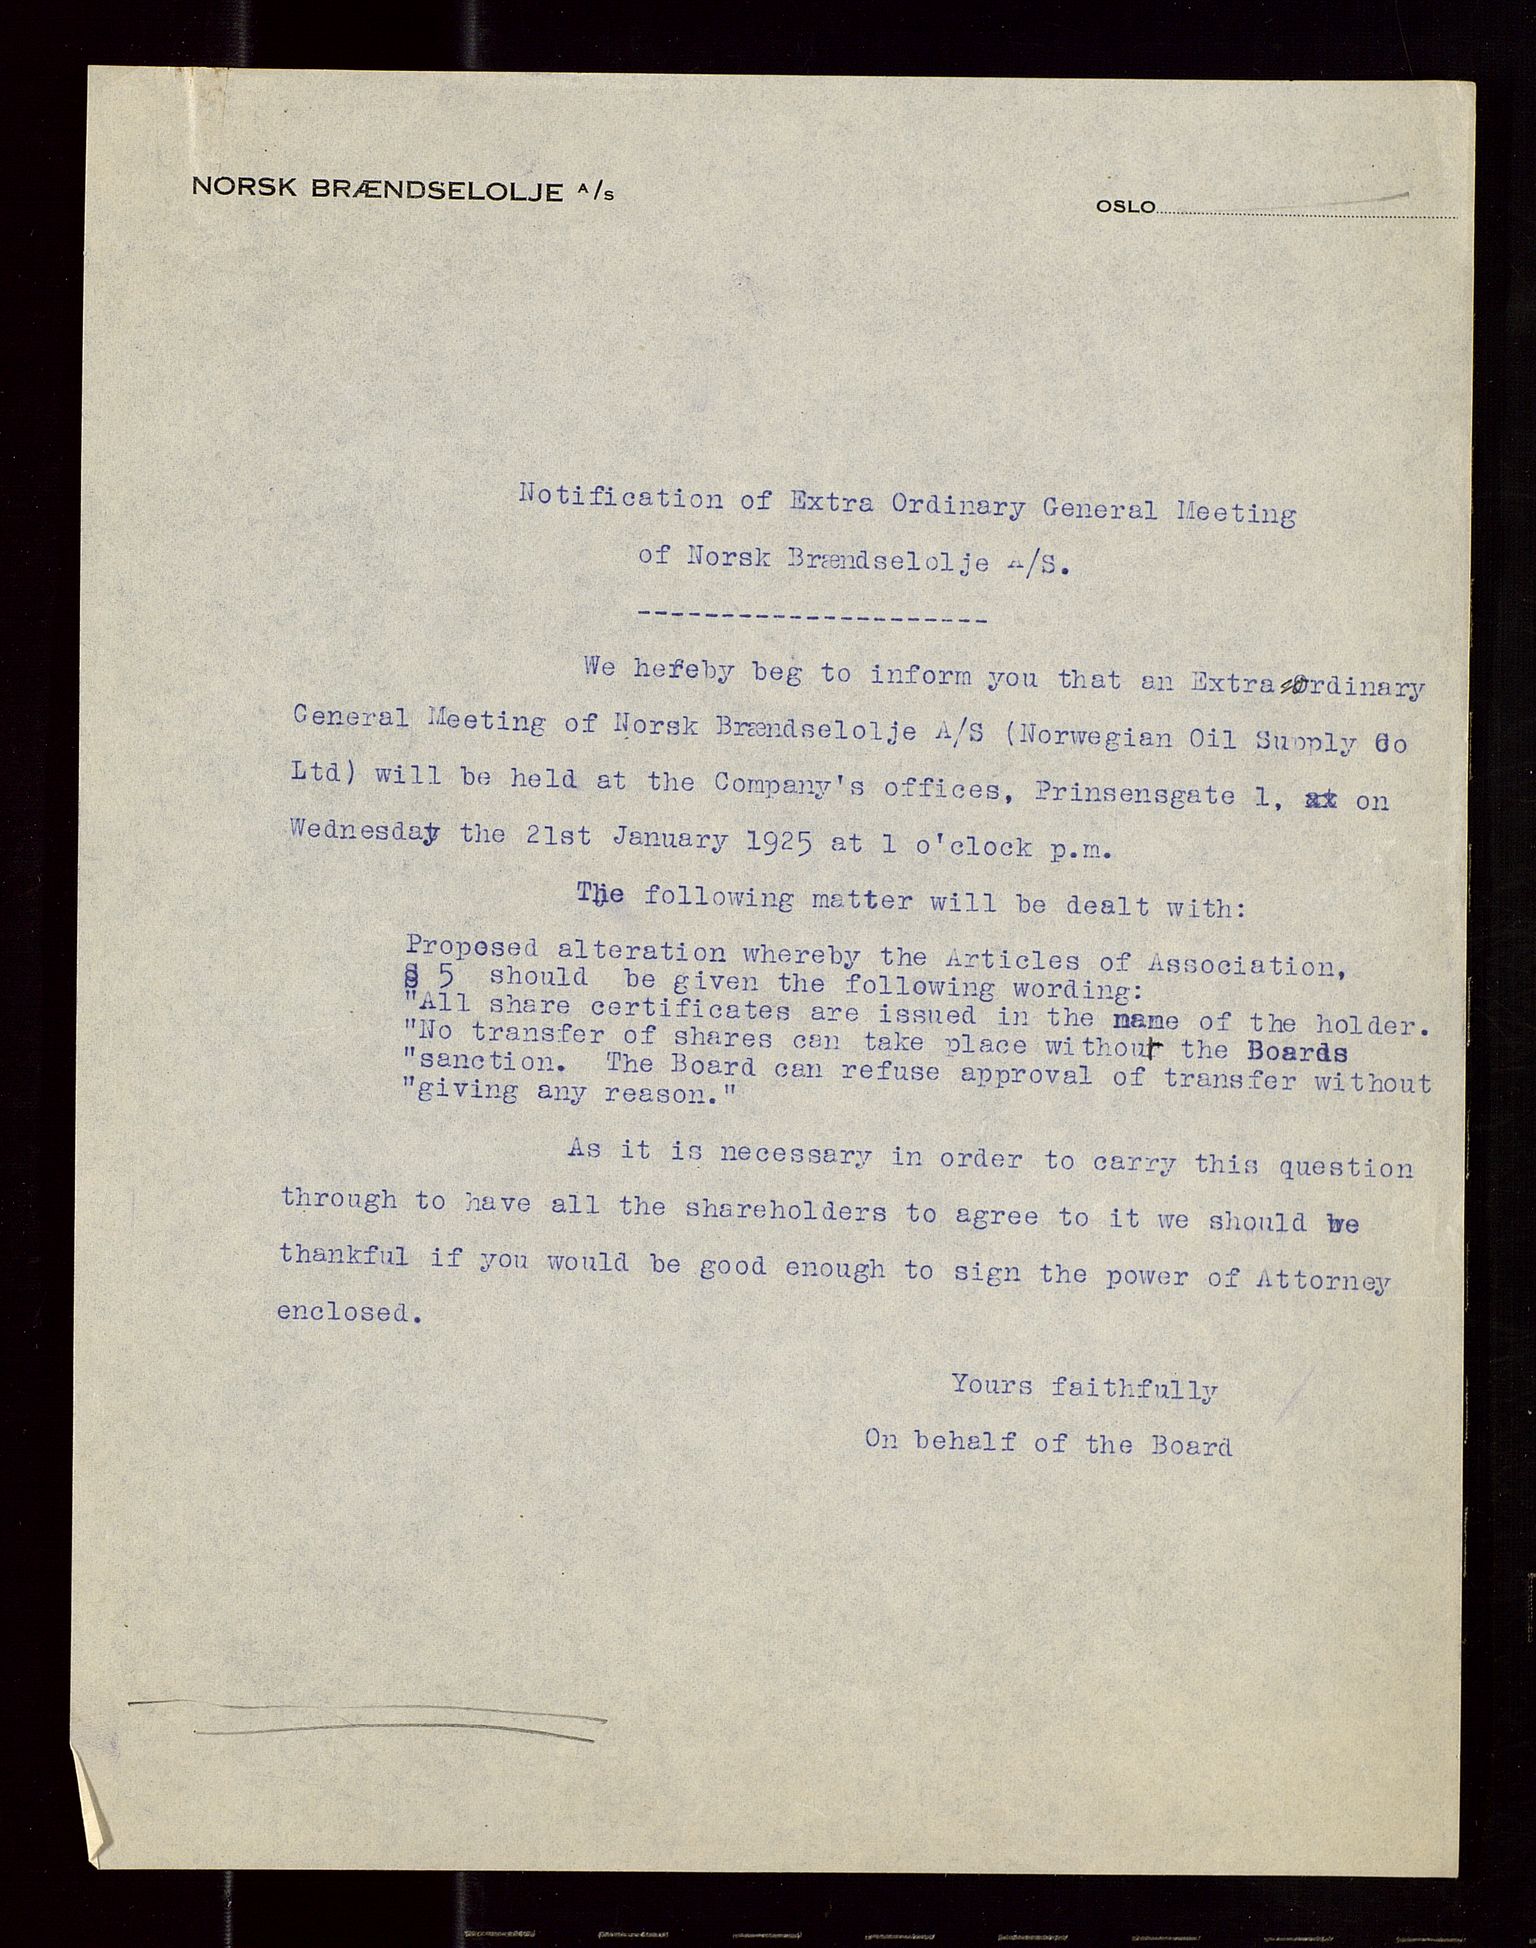 NORSK BRÆNDSELOLJE A/S
OSLO
Notification of Extra Ordinary General Meeting
of Norsk Brændselolje A/S.
---------------------
We hereby beg to inform you that an Extra ordinary
General Meeting of Norsk Brændselolje A/S (Norwegian Oil Supply Co
Ltd) will be held at the Company's offices, Prinsensgate 1, at on
Wednesday the 21st January 1925 at 1 o'clock p.m.
The following matter will be dealt with:
Proposed alteration whereby the Articles of Association,
§ 5 should be given the following wording:
"All share certificates are issued in the name of the holder.
"No transfer of shares can take place without the Boards
"sanction. The Board can refuse approval of transfer without
"giving any reason."
As it is necessary in order to carry this question
through to have all the shareholders to agree to it we should be
thankful if you would be good enough to sign the power of Attorney
enclosed.
Yours faithfully
On behalf of the Board